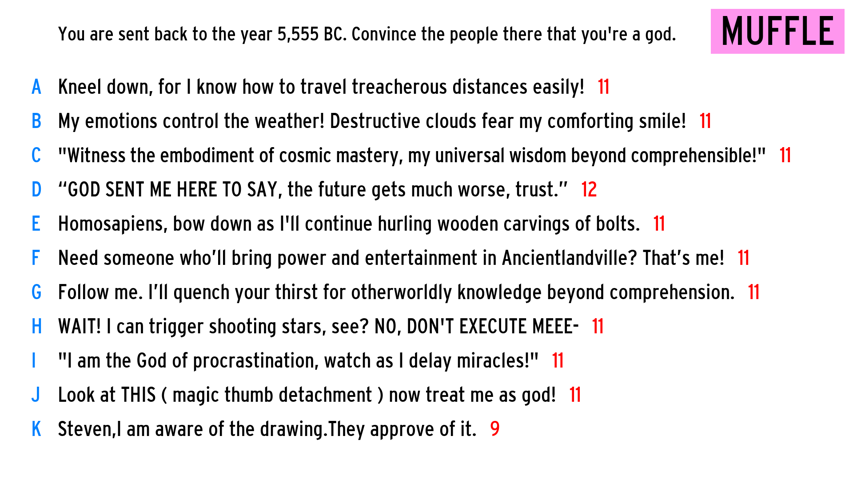 You are sent back to the year 5,555 BC. Convince the people there that you're a god.
MUFFLE
A Kneel down, for I know how to travel treacherous distances easily! 11
B My emotions control the weather! Destructive clouds fear my comforting smile! 11
C "Witness the embodiment of cosmic mastery, my universal wisdom beyond comprehensible!" 11
D “GOD SENT ME HERE TO SAY, the future gets much worse, trust.” 12
E Homosapiens, bow down as I'll continue hurling wooden carvings of bolts. 11
F Need someone who’ll bring power and entertainment in Ancientlandville? That’s me! 11
G Follow me. I’ll quench your thirst for otherworldly knowledge beyond comprehension. 11
H WAIT! I can trigger shooting stars, see? NO, DON'T EXECUTE MEEE- 11
I "I am the God of procrastination, watch as I delay miracles!" 11
J Look at THIS ( magic thumb detachment ) now treat me as god! 11
K Steven,I am aware of the drawing.They approve of it. 9